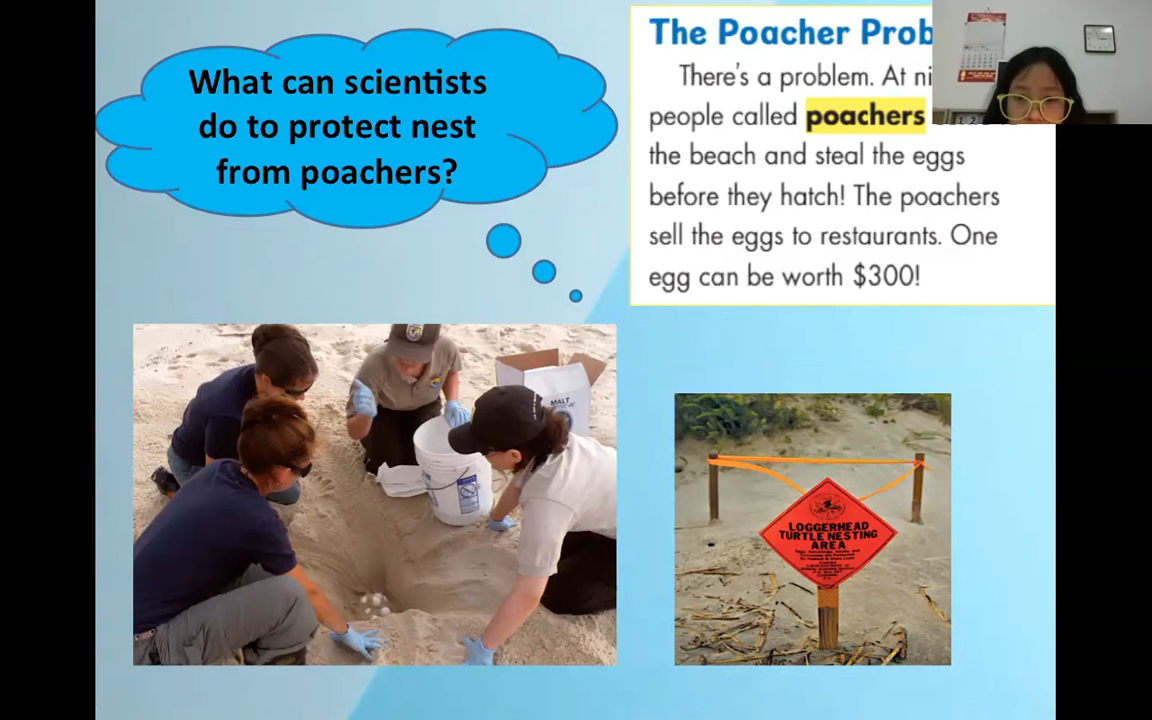 What can scientists
do to protect nest
from poachers?
The Poacher Prob
There's a problem. At ni
people called poachers
the beach and steal the eggs
before they hatch! The poachers
sell the eggs to restaurants. One
egg can be worth $300!
MALT
LOGGERHEAD
TURTLE NESTING
AREA